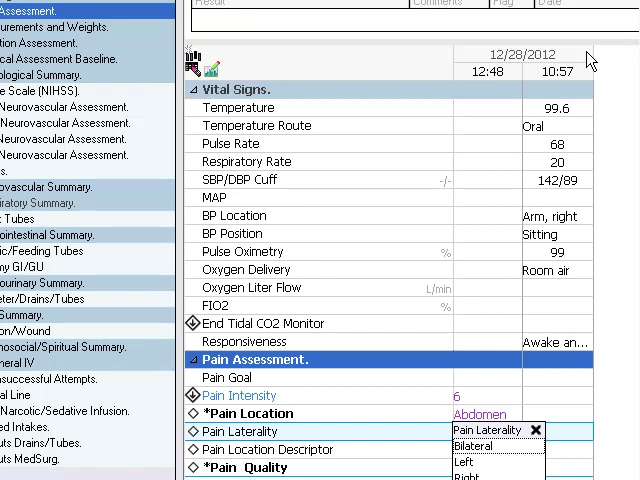 Result Comments Flag Date
Assessment.
urements and Weights.
tion Assessment.
cal Assessment Baseline.
ological Summary.
e Scale (NIHSS).
Neurovascular Assessment.
Neurovascular Assessment.
Neurovascular Assessment.
Neurovascular Assessment.
s.
ovascular Summary.
iratory Summary.
t Tubes
ointestinal Summary.
ic/Feeding Tubes
my GI/GU
ourinary Summary.
eter/Drains/Tubes
Summary.
on/Wound
hosocial/Spiritual Summary.
neral IV
nsuccessful Attempts.
ral Line
Narcotic/Sedative Infusion.
ed Intakes.
uts Drains/Tubes.
uts MedSurg.
12/28/2012
12:48 10:57
Vital Signs.
Temperature 99.6
Temperature Route Oral
Pulse Rate 68
Respiratory Rate 20
SBP/DBP Cuff -/- 142/89
MAP
BP Location Arm, right
BP Position Sitting
Pulse Oximetry % 99
Oxygen Delivery Room air
Oxygen Liter Flow L/min
FIO2 %
End Tidal CO2 Monitor
Responsiveness Awake an...
Pain Assessment.
Pain Goal
Pain Intensity 6
*Pain Location Abdomen
Pain Laterality Pain Laterality
Pain Location Descriptor Bilateral
Left
*Pain Quality
Right